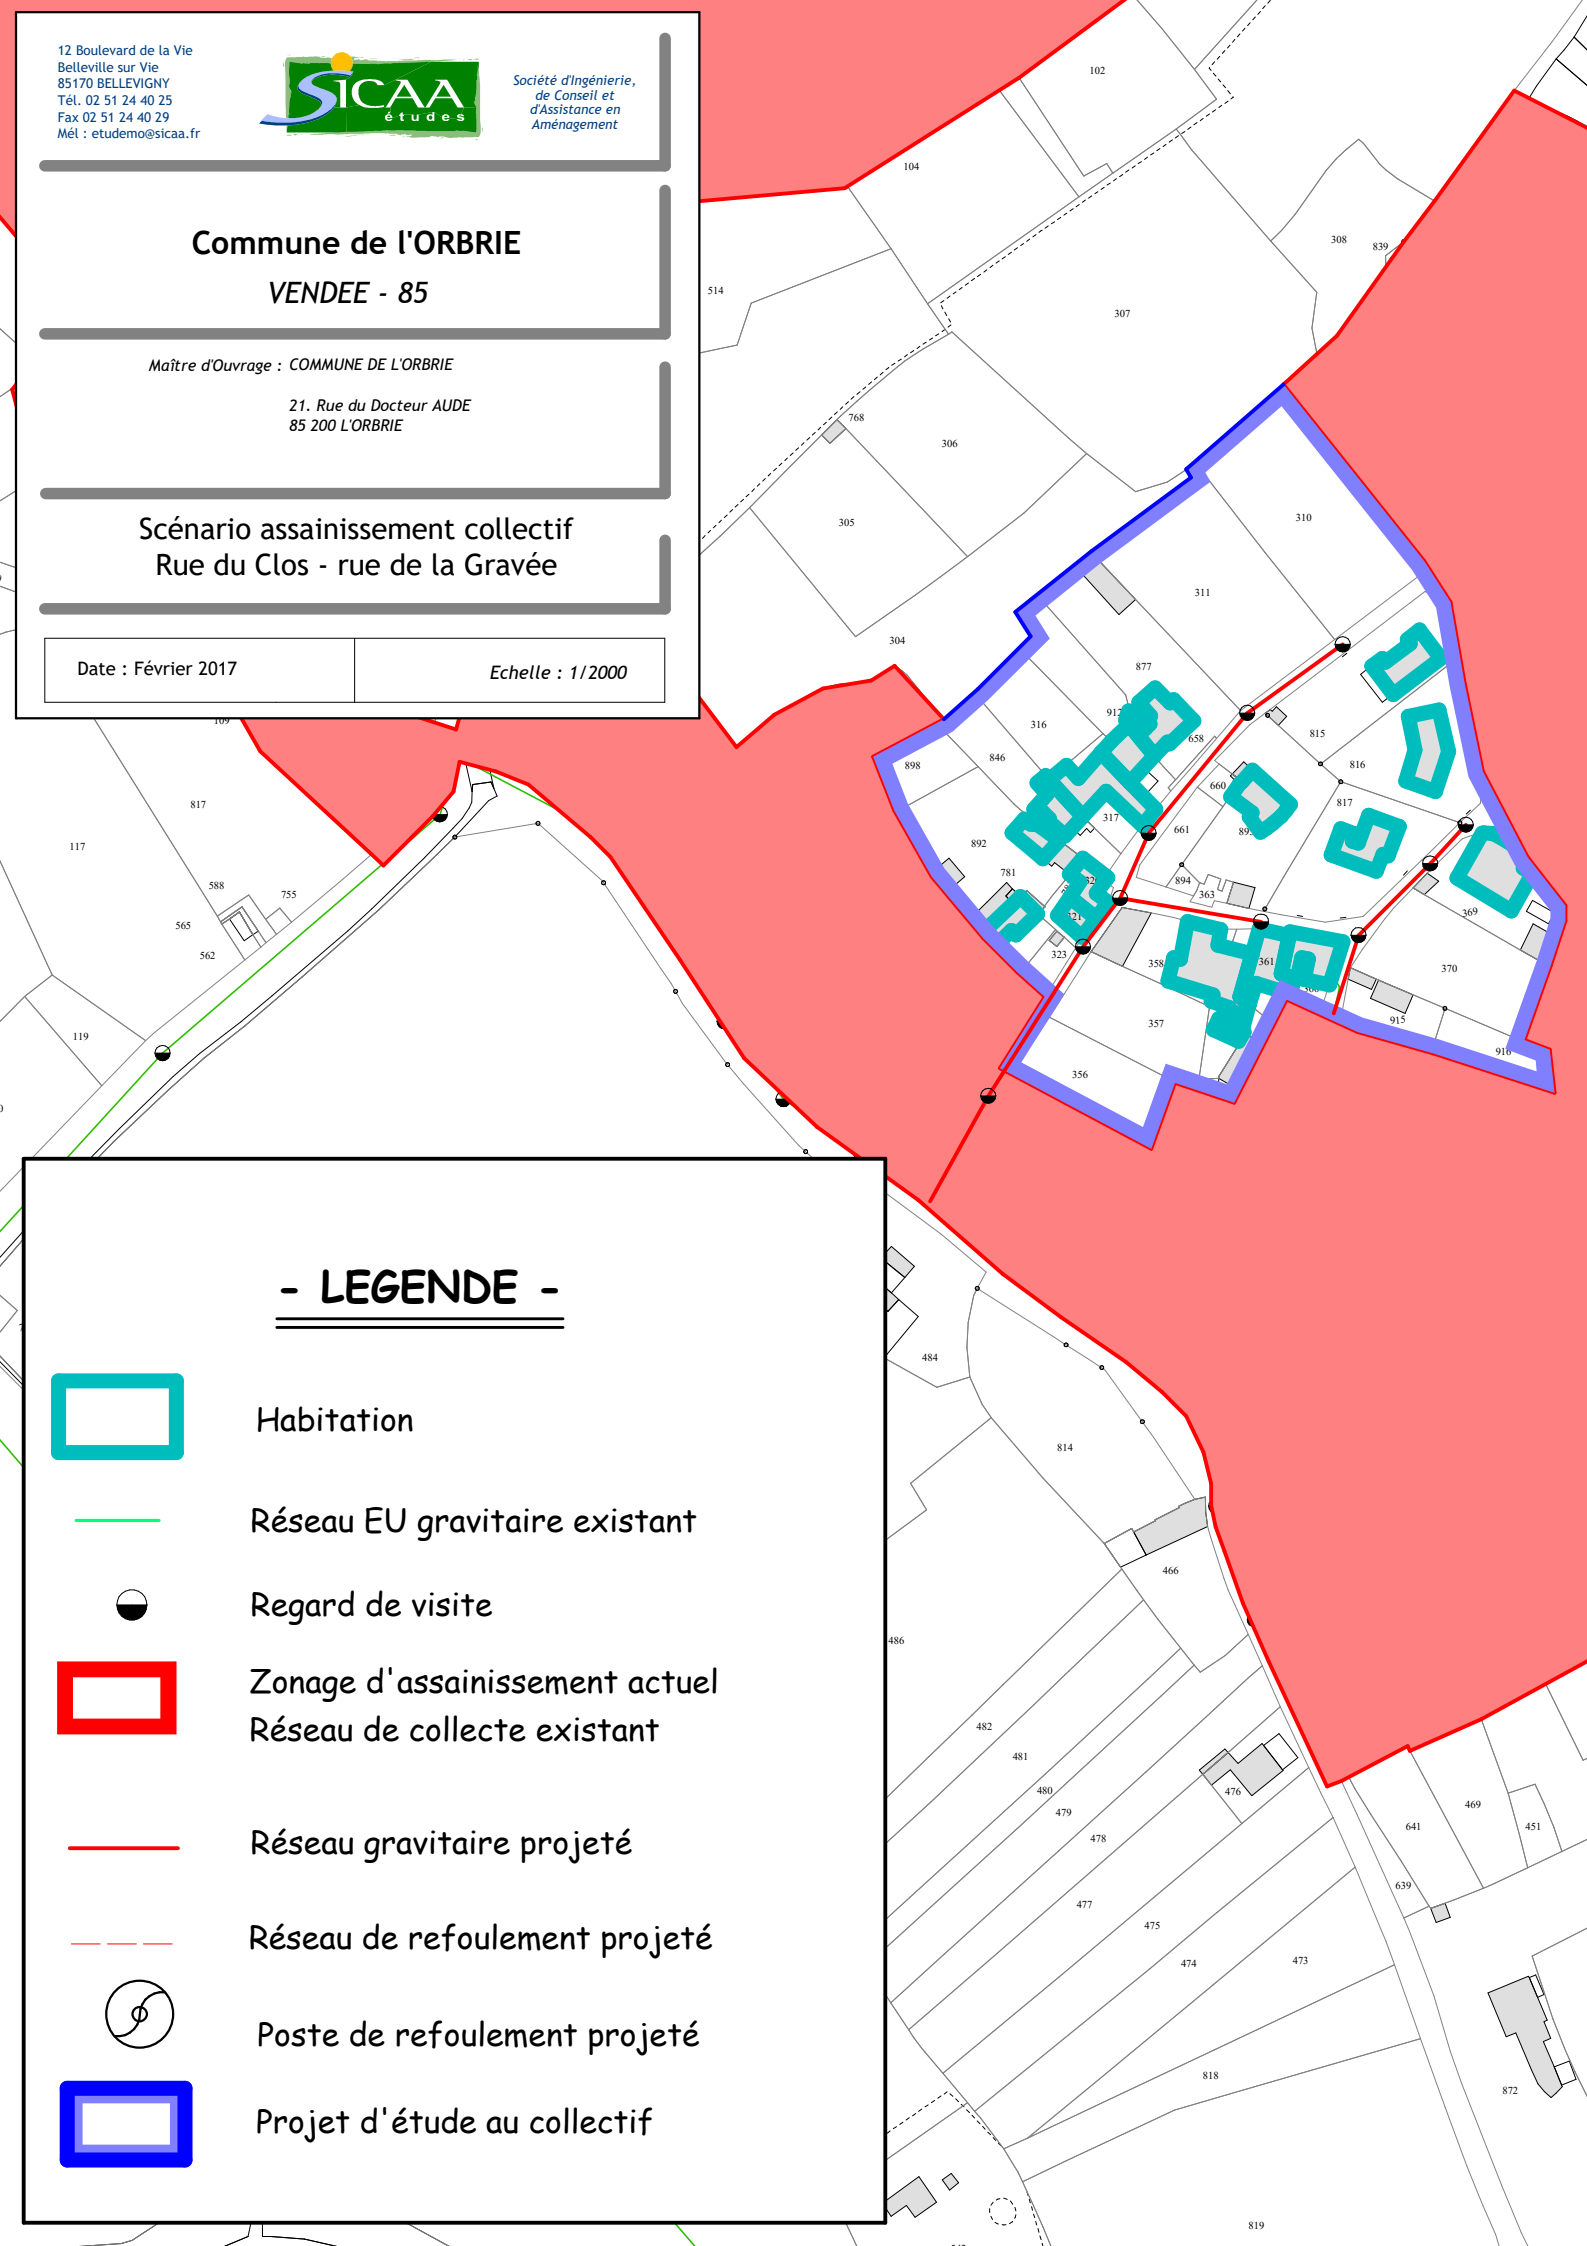 12 Boulevard de la Vie
Belleville sur Vie
85170 BELLEVIGNY
Tél. 02 51 24 40 25
Fax 02 51 24 40 29
Mél : etudemo@sicaa.fr
SICAA
études
Société d'Ingénierie,
de Conseil et
d'Assistance en
Aménagement
Commune de l'ORBRIE
VENDEE - 85
Maître d'Ouvrage : COMMUNE DE L'ORBRIE
21. Rue du Docteur AUDE
85 200 L'ORBRIE
Scénario assainissement collectif
Rue du Clos - rue de la Gravée
Date : Février 2017
Echelle : 1/2000
102
104
308
839
514
307
768
306
305
310
311
304
877
316
912
658
815
846
898
816
660
817
317
661
892
781
894
363
321
323
358
361
369
370
357
915
356
916
109
817
117
588
755
565
562
119
- LEGENDE -
Habitation
Réseau EU gravitaire existant
Regard de visite
Zonage d'assainissement actuel
Réseau de collecte existant
Réseau gravitaire projeté
Réseau de refoulement projeté
Poste de refoulement projeté
Projet d'étude au collectif
484
814
466
486
482
481
480
479
478
476
477
475
474
473
469
641
451
639
818
872
819